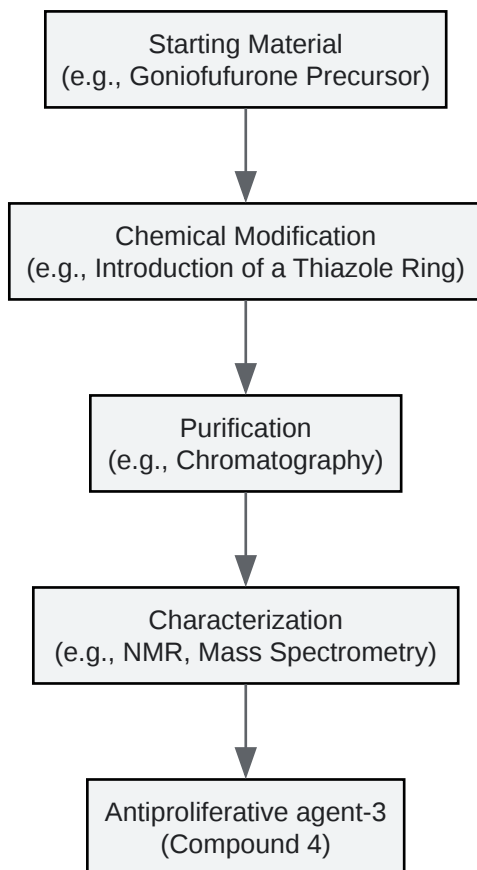 Starting Material
(e.g., Goniofufurone Precursor)
Chemical Modification
(e.g., Introduction of a Thiazole Ring)
Purification
(e.g., Chromatography)
Characterization
(e.g., NMR, Mass Spectrometry)
Antiproliferative agent-3
(Compound 4)